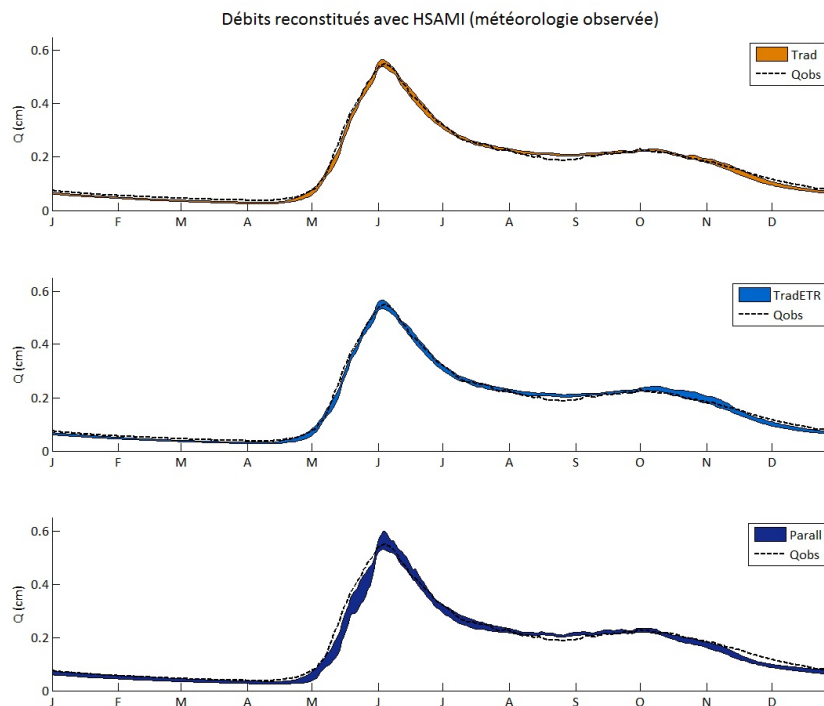 Débits reconstitués avec HSAMI (météorologie observée)
Q (cm)
0.6
0.4
0.2
0
J F M A M J J A S O N D
Trad
Qobs
Q (cm)
0.6
0.4
0.2
0
J F M A M J J A S O N D
TradETR
Qobs
Q (cm)
0.6
0.4
0.2
0
J F M A M J J A S O N D
Parall
Qobs